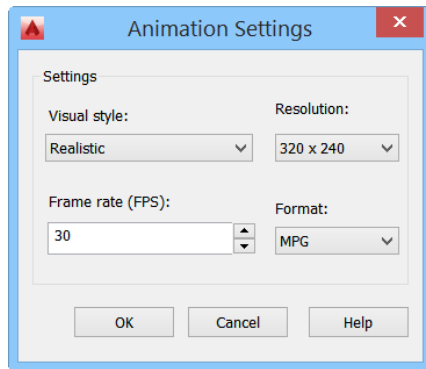 Animation Settings
Settings
Visual style:
Resolution:
Realistic
320 x 240
Frame rate (FPS):
Format:
30
MPG
OK
Cancel
Help